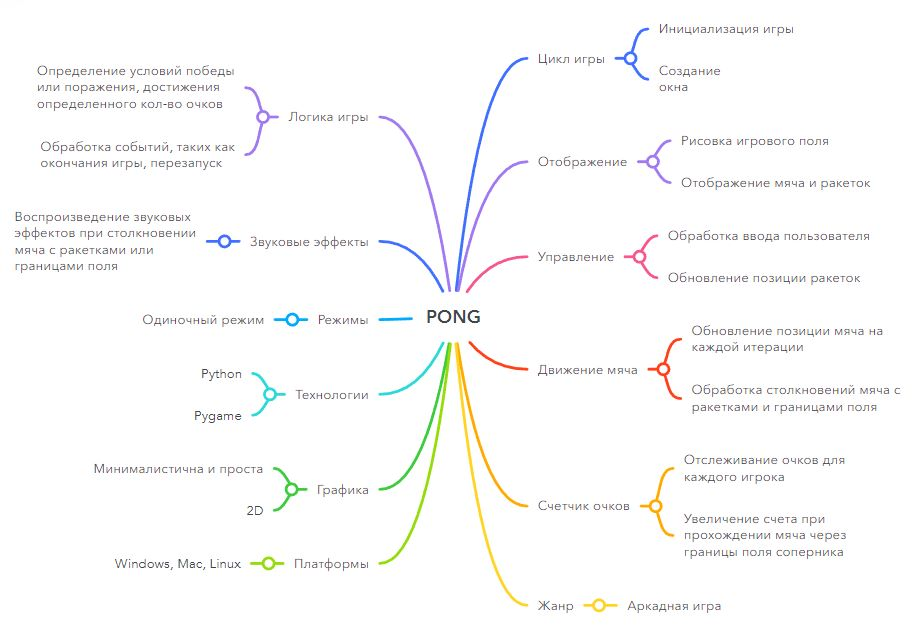 PONG
Цикл игры
Инициализация игры
Создание
окна
Отображение
Рисовка игрового поля
Отображение мяча и ракеток
Управление
Обработка ввода пользователя
Обновление позиции ракеток
Движение мяча
Обновление позиции мяча на
каждой итерации
Обработка столкновений мяча с
ракетками и границами поля
Счетчик очков
Отслеживание очков для
каждого игрока
Увеличение счета при
прохождении мяча через
границы поля соперника
Жанр
Аркадная игра
Логика игры
Определение условий победы
или поражения, достижения
определенного кол-во очков
Обработка событий, таких как
окончания игры, перезапуск
Звуковые эффекты
Воспроизведение звуковых
эффектов при столкновении
мяча с ракетками или
границами поля
Режимы
Одиночный режим
Технологии
Python
Pygame
Графика
Минималистична и проста
2D
Платформы
Windows, Mac, Linux